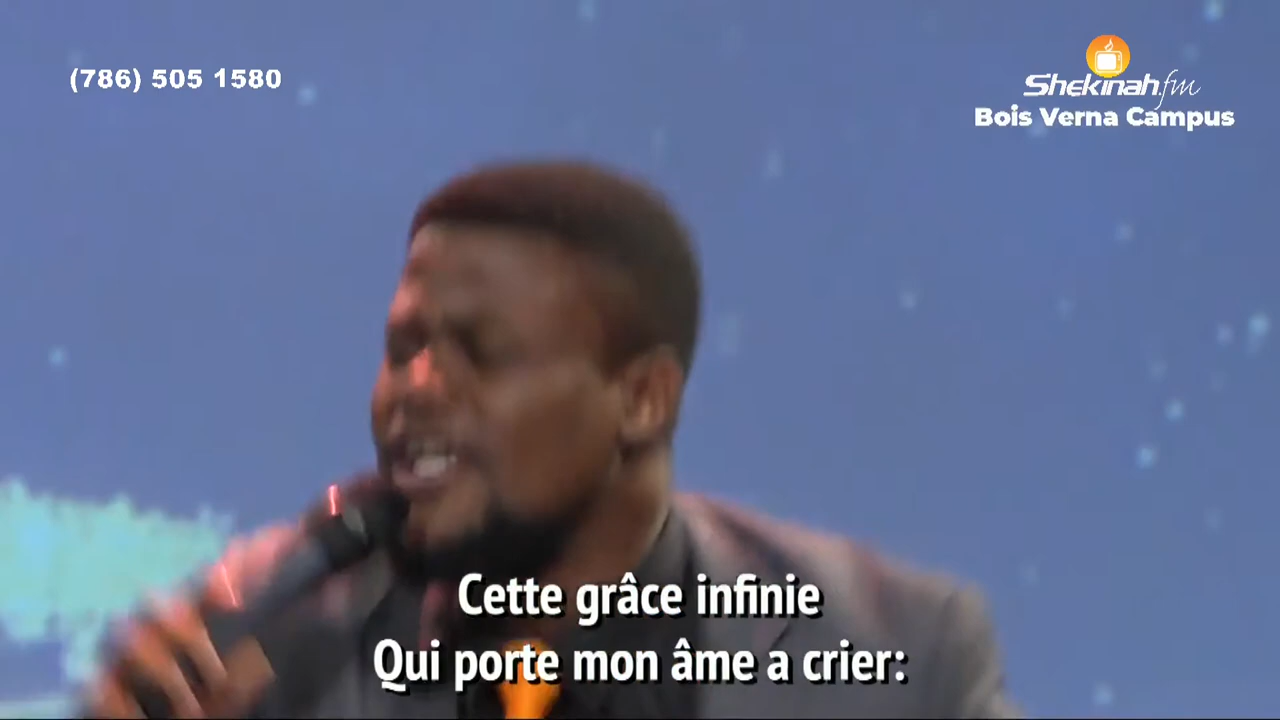 (786) 505 1580
Shekinah.fm
Bois Verna Campus
Cette grâce infinie
Qui porte mon âme a crier: